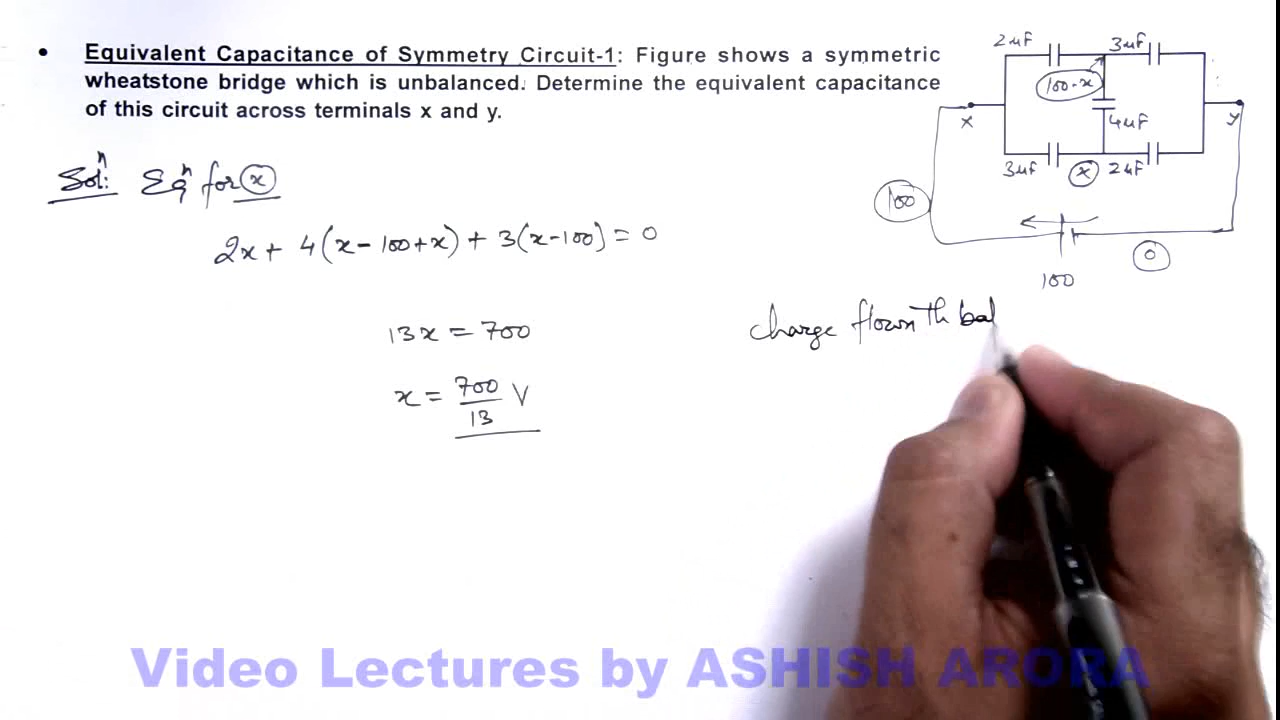 • Equivalent Capacitance of Symmetry Circuit-1: Figure shows a symmetric
wheatstone bridge which is unbalanced. Determine the equivalent capacitance
of this circuit across terminals x and y.
2μF 3μF
100-x
x 4μF y
3μF x 2μF
100
0
100
Solⁿ: Eqⁿ for x
2x + 4(x-100+x) + 3(x-100) = 0
13x = 700
x = 700/13 V
charge flown th bat
Video Lectures by ASHISH ARORA